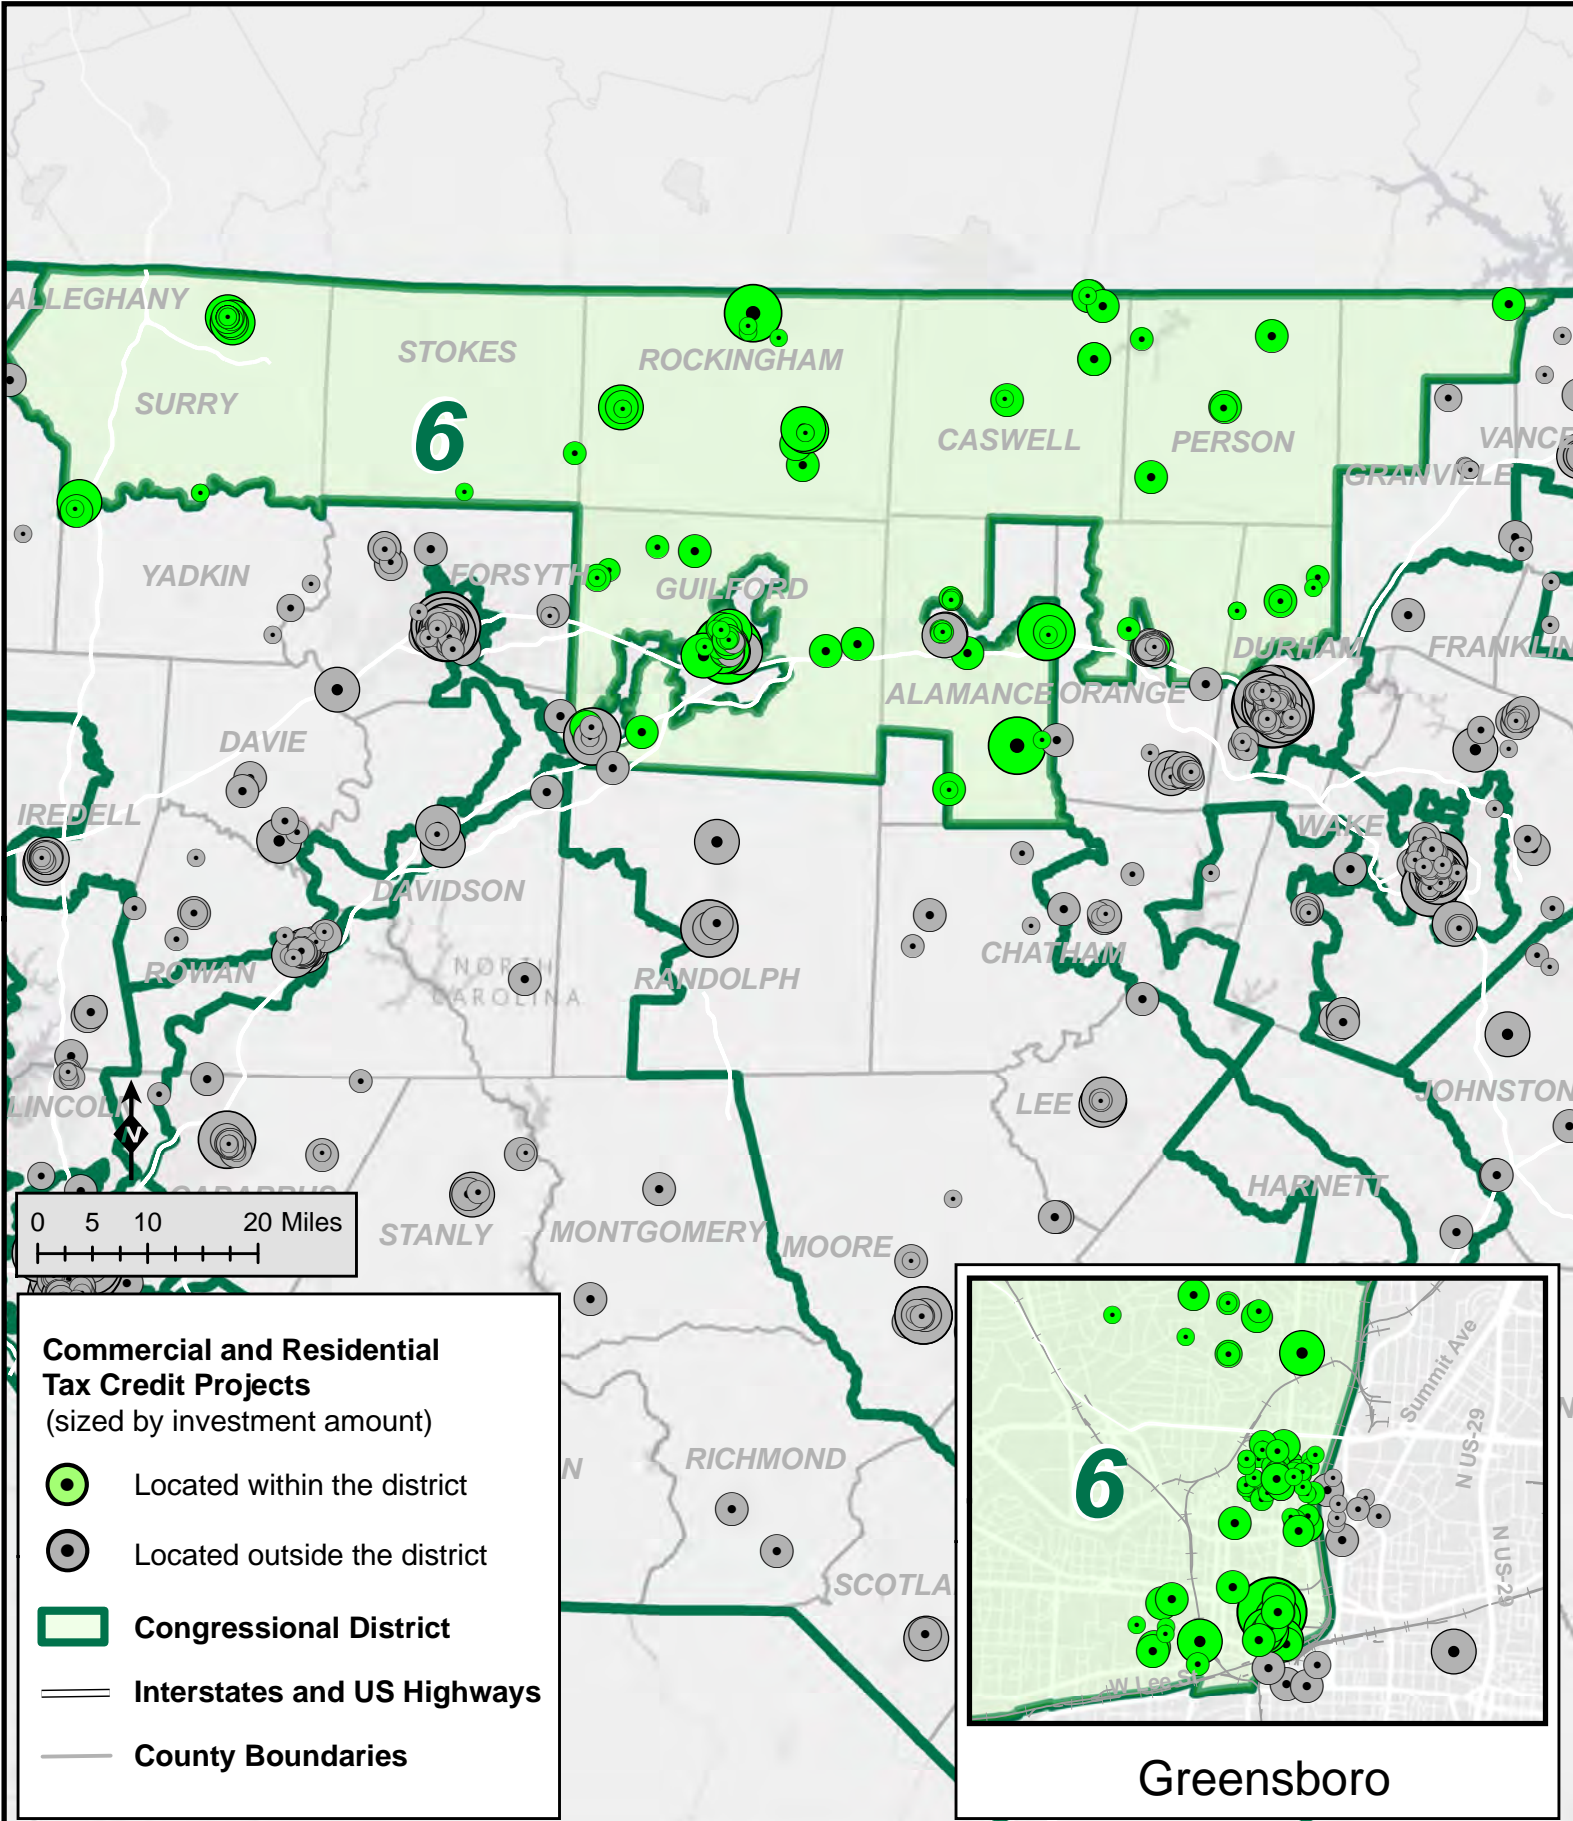 ALLEGHANY
STOKES
ROCKINGHAM
SURRY
6
CASWELL
PERSON
VANCE
GRANVILLE
YADKIN
FORSYTH
GUILFORD
DURHAM
FRANKLIN
ALAMANCE
ORANGE
DAVIE
IREDELL
WAKE
DAVIDSON
ROWAN
NORTH
CAROLINA
RANDOLPH
CHATHAM
LINCOLN
N
LEE
JOHNSTON
CABARRUS
HARNETT
0 5 10 20 Miles
STANLY
MONTGOMERY
MOORE
RICHMOND
N
SCOTLA
Commercial and Residential
Tax Credit Projects
(sized by investment amount)
Located within the district
Located outside the district
Congressional District
Interstates and US Highways
County Boundaries
Summit Ave
N US-29
6
N US-29
W Lee St
Greensboro